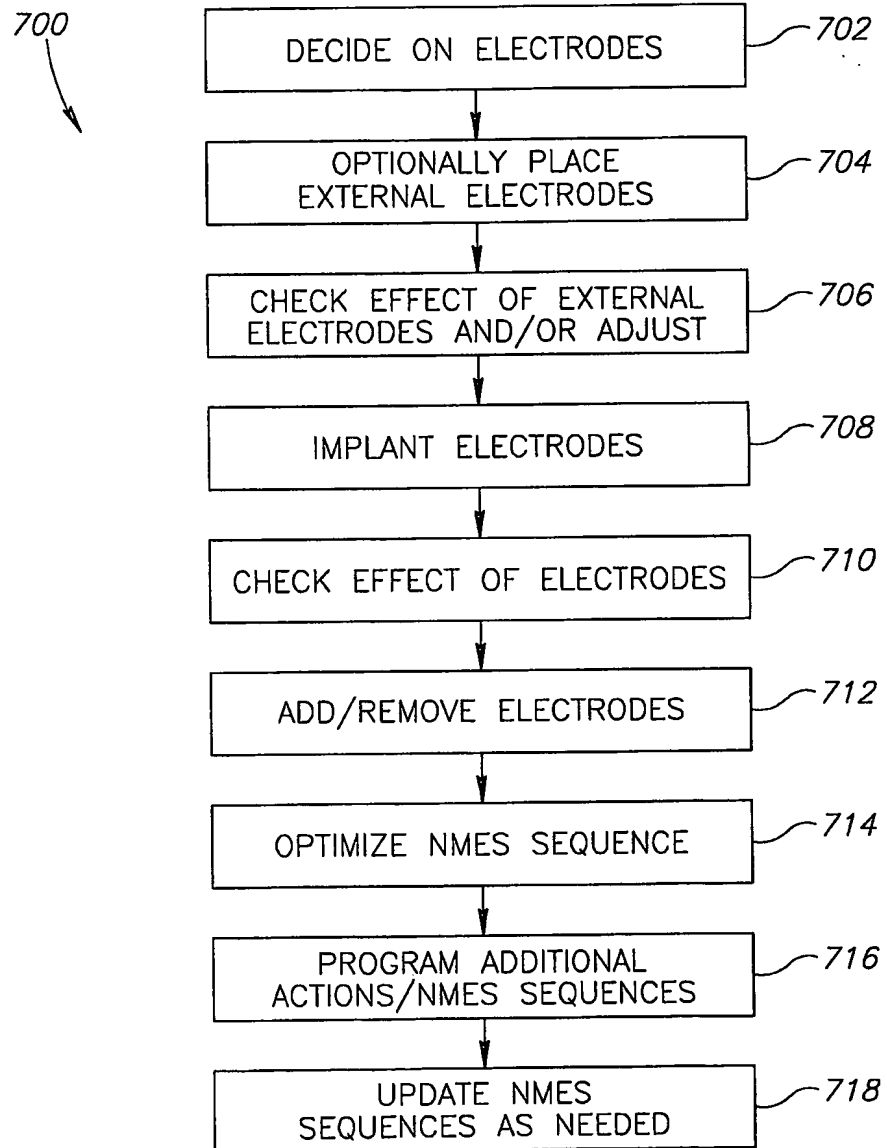 700
DECIDE ON ELECTRODES
702
OPTIONALLY PLACE
EXTERNAL ELECTRODES
704
CHECK EFFECT OF EXTERNAL
ELECTRODES AND/OR ADJUST
706
IMPLANT ELECTRODES
708
CHECK EFFECT OF ELECTRODES
710
ADD/REMOVE ELECTRODES
712
OPTIMIZE NMES SEQUENCE
714
PROGRAM ADDITIONAL
ACTIONS/NMES SEQUENCES
716
UPDATE NMES
SEQUENCES AS NEEDED
718